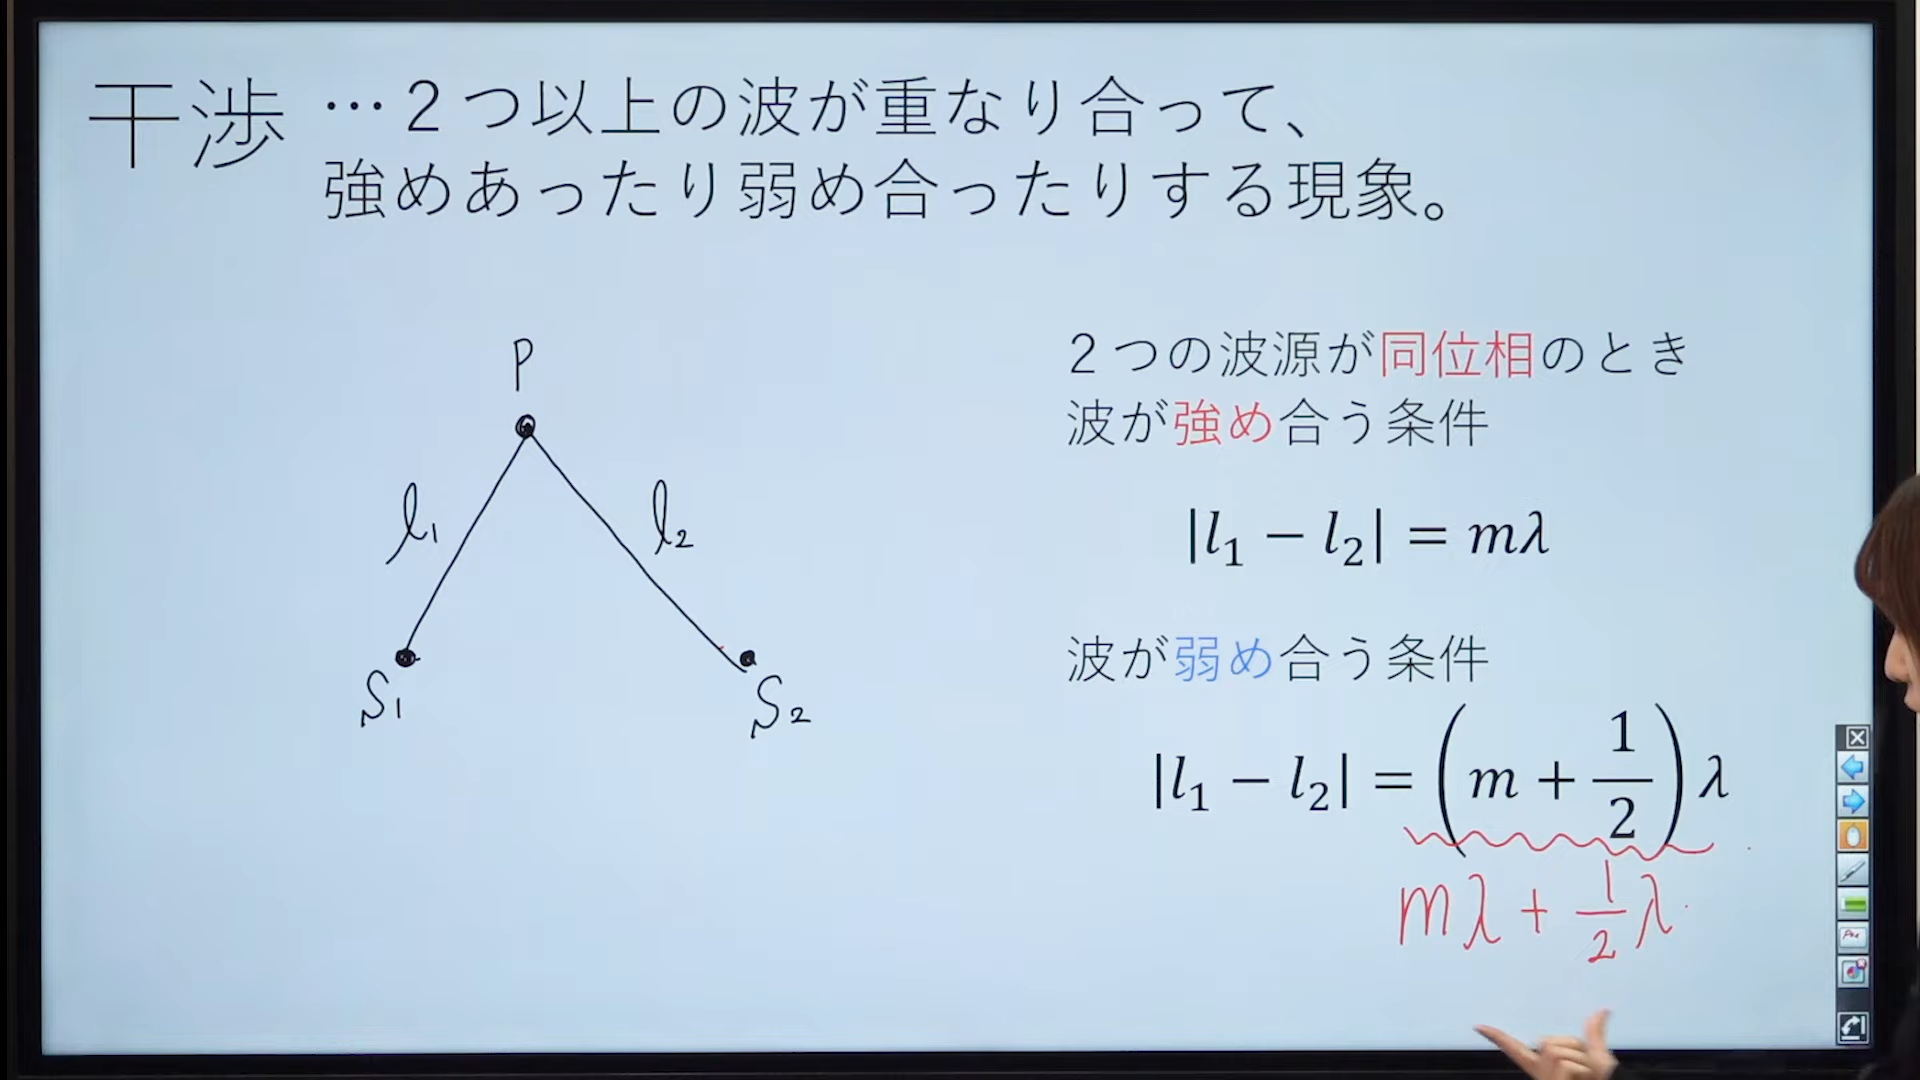 干渉 …２つ以上の波が重なり合って、
強めあったり弱め合ったりする現象。
P
l₁
l₂
S₁
S₂
２つの波源が同位相のとき
波が強め合う条件
|l₁ − l₂| = mλ
波が弱め合う条件
|l₁ − l₂| = (m + 1/2) λ
mλ + 1/2 λ